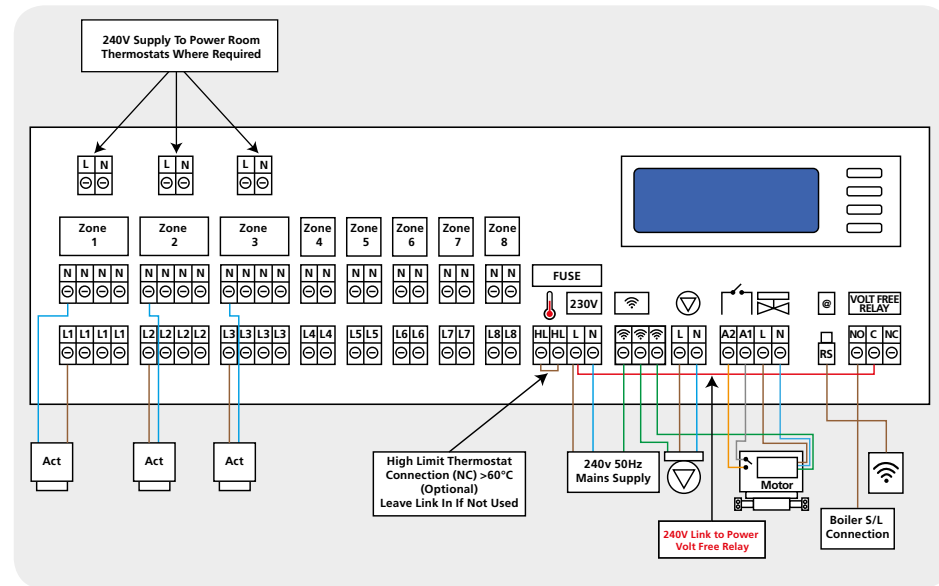 240V Supply To Power Room
Thermostats Where Required
L N L N L N
Zone 1 Zone 2 Zone 3 Zone 4 Zone 5 Zone 6 Zone 7 Zone 8
N N N N N N N N N N N N N N N N N N N N N N
FUSE
230V
@ VOLT FREE
RELAY
L1 L1 L1 L1 L2 L2 L2 L2 L3 L3 L3 L3 L4 L4 L5 L5 L6 L6 L7 L7 L8 L8 HL HL L N L N A2 A1 L N RS NO C NC
Act Act Act
High Limit Thermostat
Connection (NC) >60°C
(Optional)
Leave Link In If Not Used
240v 50Hz
Mains Supply
Motor
240V Link to Power
Volt Free Relay
Boiler S/L
Connection